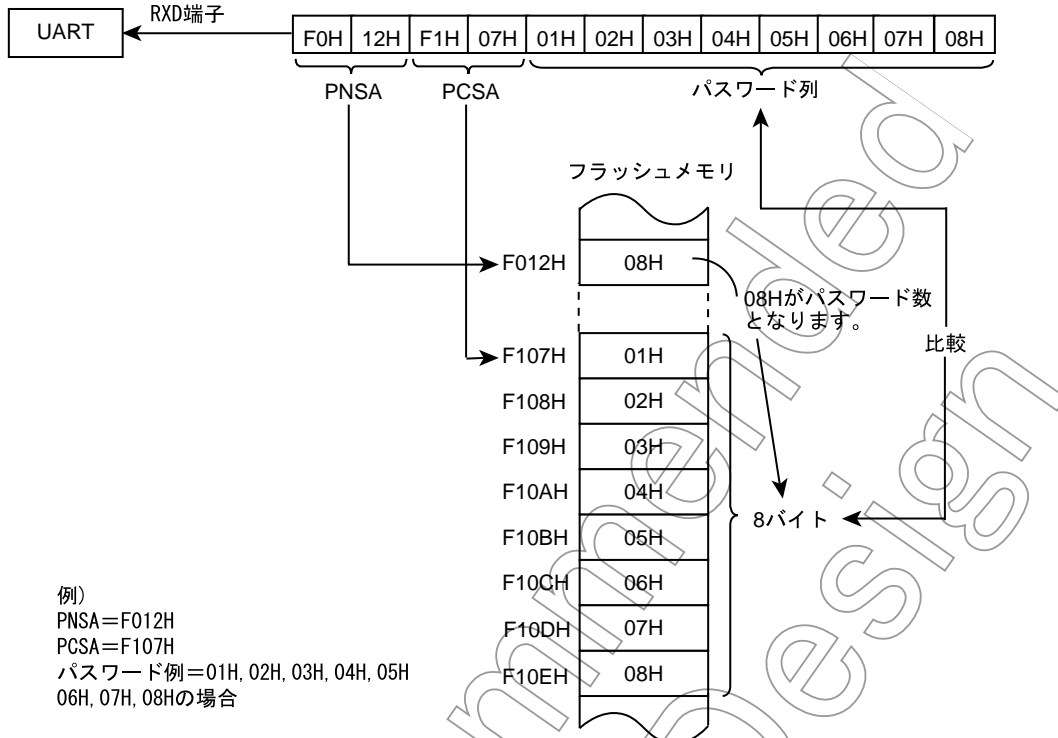 UART
RXD端子
F0H 12H F1H 07H 01H 02H 03H 04H 05H 06H 07H 08H
PNSA PCSA パスワード列
フラッシュメモリ
F012H 08H
08Hがパスワード数
となります。
比較
F107H 01H
F108H 02H
F109H 03H
F10AH 04H
8バイト
F10BH 05H
F10CH 06H
F10DH 07H
F10EH 08H
例)
PNSA=F012H
PCSA=F107H
パスワード例=01H, 02H, 03H, 04H, 05H
06H, 07H, 08Hの場合
mmended
Design